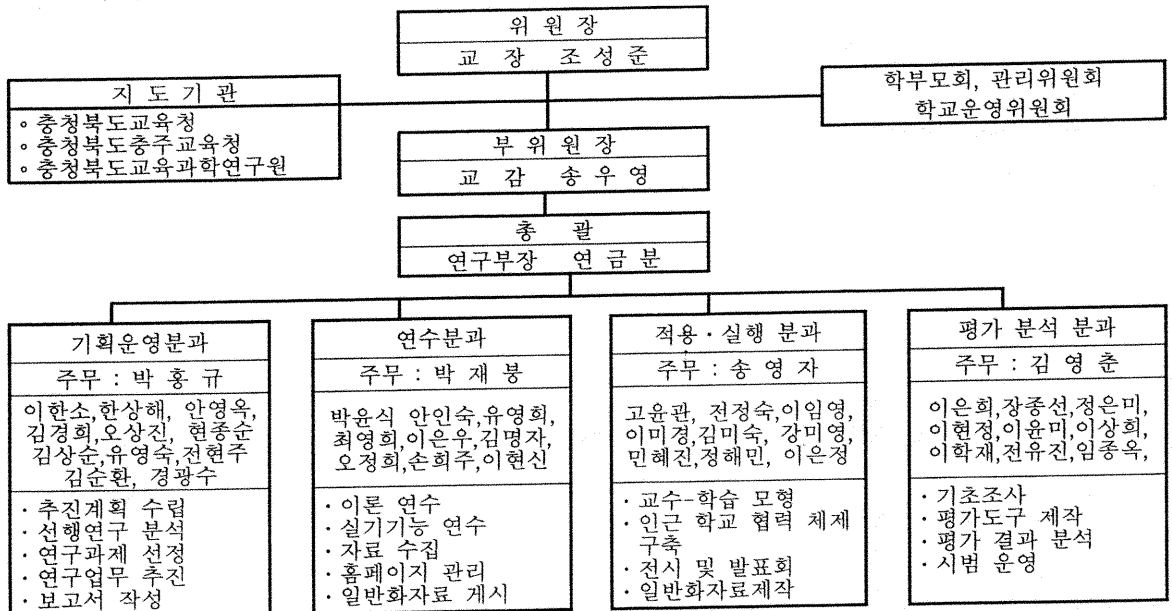 위 원 장
교 장 조 성 준
지 도 기 관
∘ 충청북도교육청
∘ 충청북도충주교육청
∘ 충청북도교육과학연구원
학부모회, 관리위원회
학교운영위원회
부 위 원 장
교 감 송 우 영
총 괄
연구부장 연 금 분
기획운영분과
주무 : 박 홍 규
이한소,한상해, 안영옥,
김경희,오상진, 현종순
김상순,유영숙,전현주
김순환, 경광수
· 추진계획 수립
· 선행연구 분석
· 연구과제 선정
· 연구업무 추진
· 보고서 작성
연수분과
주무 : 박 재 붕
박윤식 안인숙,유영희,
최영희,이은우,김명자,
오정희,손희주,이현신
· 이론 연수
· 실기기능 연수
· 자료 수집
· 홈페이지 관리
· 일반화자료 게시
적용 · 실행 분과
주무 : 송 영 자
고윤관, 전정숙,이임영,
이미경,김미숙, 강미영,
민혜진,정해민, 이은정
· 교수-학습 모형
· 인근 학교 협력 체제
구축
· 전시 및 발표회
· 일반화자료제작
평가 분석 분과
주무 : 김 영 춘
이은희,장종선,정은미,
이현정,이윤미,이상희,
이학재,전유진,임종옥,
· 기초조사
· 평가도구 제작
· 평가 결과 분석
· 시범 운영